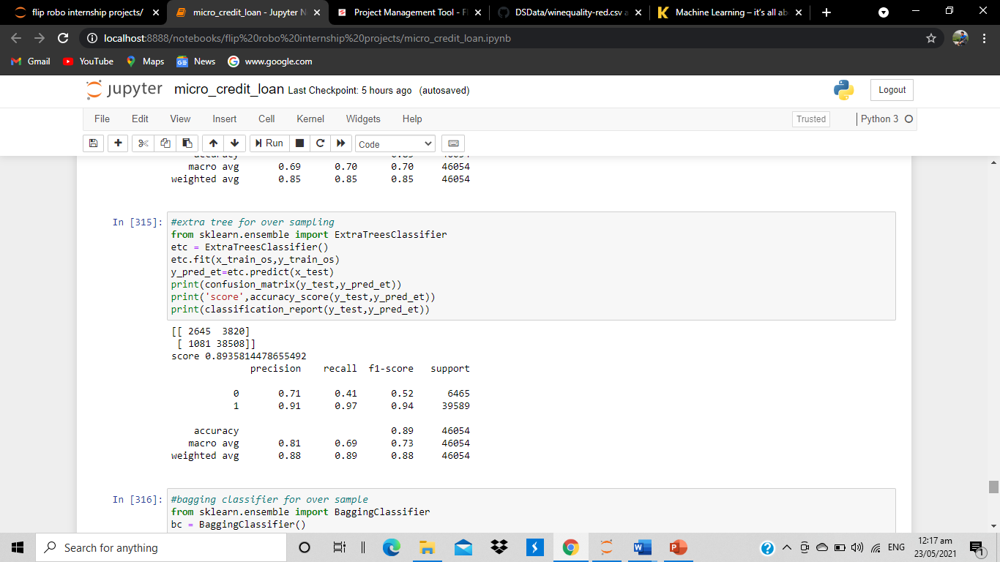 flip robo internship projects/
micro_credit_loan - Jupyter N
Project Management Tool - Fl
DSData/winequality-red.csv a
Machine Learning – it's all ab
localhost:8888/notebooks/flip%20robo%20internship%20projects/micro_credit_loan.ipynb
Gmail YouTube Maps News www.google.com
jupyter micro_credit_loan Last Checkpoint: 5 hours ago (autosaved)
Logout
File Edit View Insert Cell Kernel Widgets Help
Trusted Python 3
Run Code
macro avg 0.69 0.70 0.70 46054
weighted avg 0.85 0.85 0.85 46054
In [315]: #extra tree for over sampling
from sklearn.ensemble import ExtraTreesClassifier
etc = ExtraTreesClassifier()
etc.fit(x_train_os,y_train_os)
y_pred_et=etc.predict(x_test)
print(confusion_matrix(y_test,y_pred_et))
print('score',accuracy_score(y_test,y_pred_et))
print(classification_report(y_test,y_pred_et))
[[ 2645 3820]
[ 1081 38508]]
score 0.8935814478655492
precision recall f1-score support
0 0.71 0.41 0.52 6465
1 0.91 0.97 0.94 39589
accuracy 0.89 46054
macro avg 0.81 0.69 0.73 46054
weighted avg 0.88 0.89 0.88 46054
In [316]: #bagging classifier for over sample
from sklearn.ensemble import BaggingClassifier
bc = BaggingClassifier()
Search for anything
ENG
12:17 am
23/05/2021
1